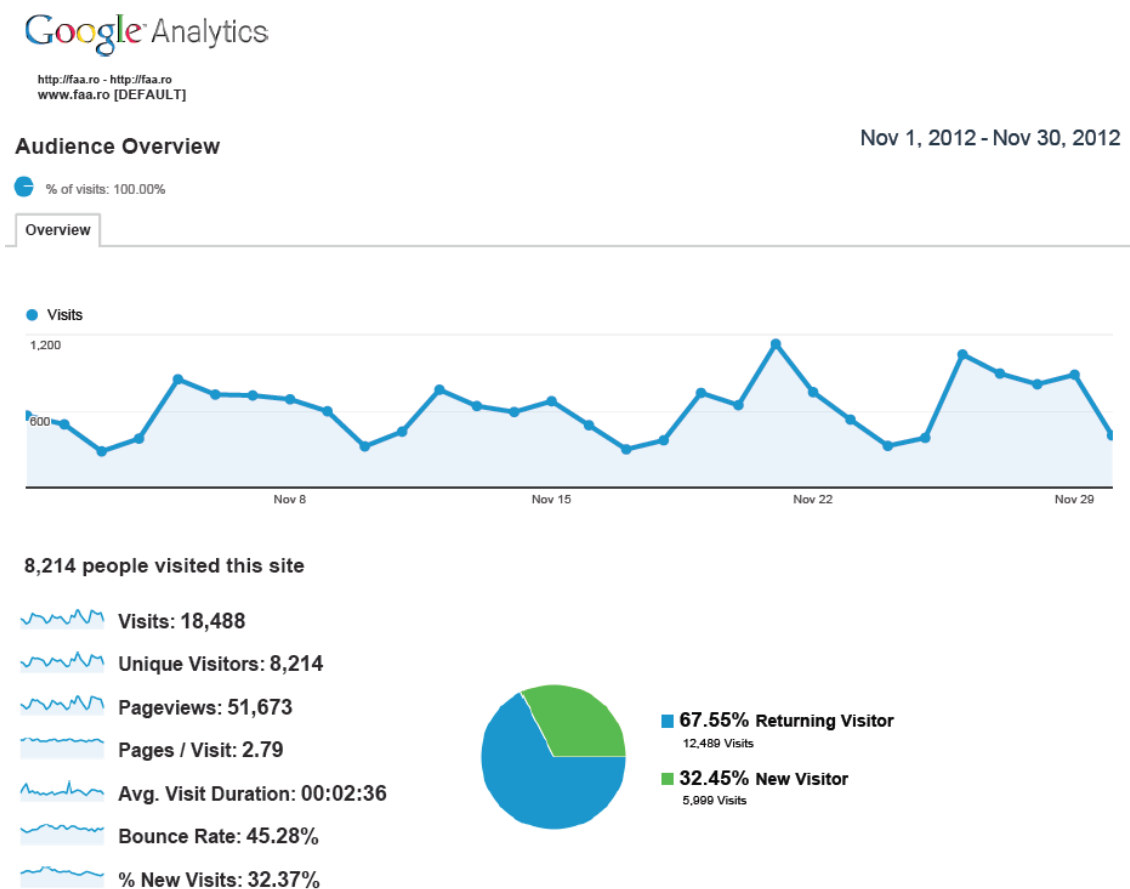 Google Analytics
http://faa.ro - http://faa.ro
www.faa.ro [DEFAULT]
Audience Overview
Nov 1, 2012 - Nov 30, 2012
% of visits: 100.00%
Overview
Visits
1,200
600
Nov 8
Nov 15
Nov 22
Nov 29
8,214 people visited this site
Visits: 18,488
Unique Visitors: 8,214
Pageviews: 51,673
Pages / Visit: 2.79
Avg. Visit Duration: 00:02:36
Bounce Rate: 45.28%
% New Visits: 32.37%
67.55% Returning Visitor
12,489 Visits
32.45% New Visitor
5,999 Visits